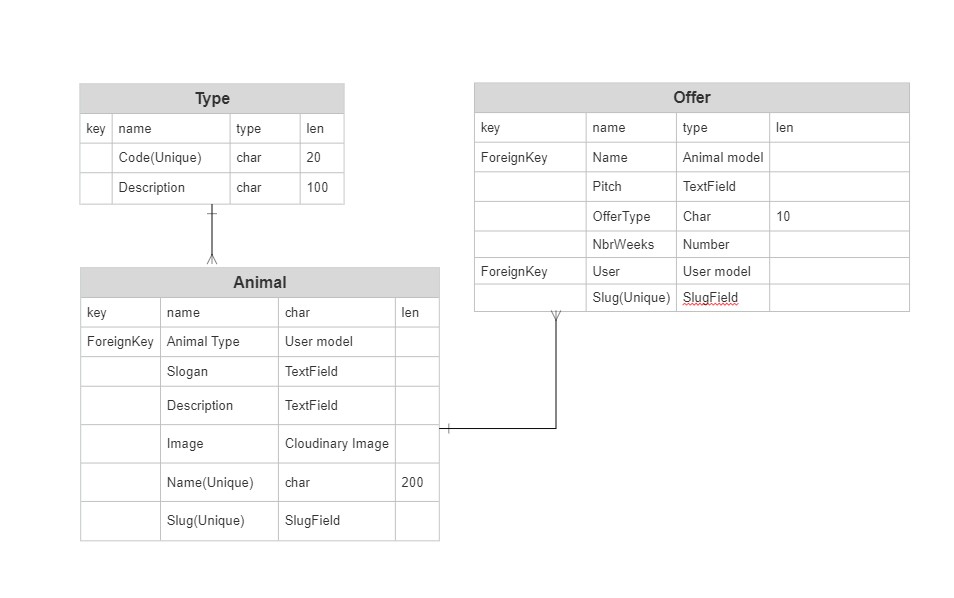 Type
key name type len
Code(Unique) char 20
Description char 100
Animal
key name char len
ForeignKey Animal Type User model
Slogan TextField
Description TextField
Image Cloudinary Image
Name(Unique) char 200
Slug(Unique) SlugField
Offer
key name type len
ForeignKey Name Animal model
Pitch TextField
OfferType Char 10
NbrWeeks Number
ForeignKey User User model
Slug(Unique) SlugField